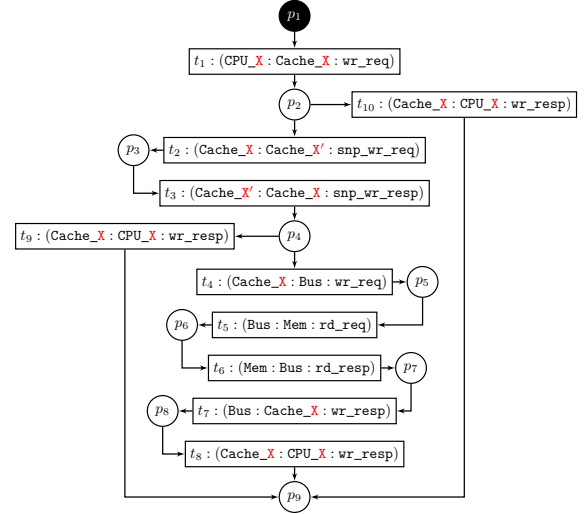 p1
t1 : (CPU_X : Cache_X : wr_req)
p2
t10 : (Cache_X : CPU_X : wr_resp)
p3
t2 : (Cache_X : Cache_X′ : snp_wr_req)
t3 : (Cache_X′ : Cache_X : snp_wr_resp)
t9 : (Cache_X : CPU_X : wr_resp)
p4
t4 : (Cache_X : Bus : wr_req)
p5
p6
t5 : (Bus : Mem : rd_req)
t6 : (Mem : Bus : rd_resp)
p7
p8
t7 : (Bus : Cache_X : wr_resp)
t8 : (Cache_X : CPU_X : wr_resp)
p9